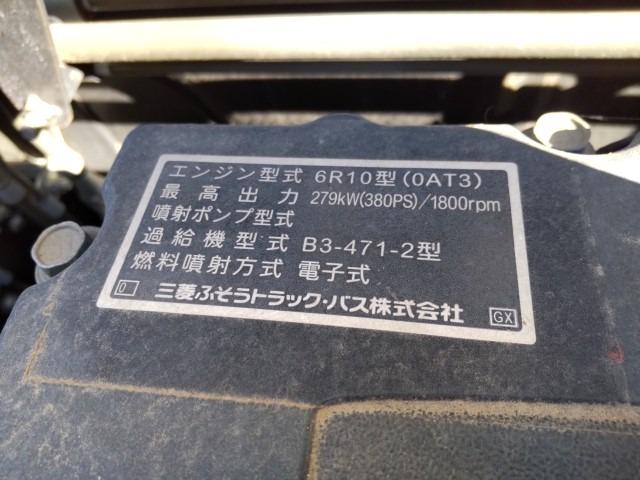 エンジン型式 6R10型(0AT3)
最高出力 279kW(380PS)/1800rpm
噴射ポンプ型式
過給機型式 B3-471-2型
燃料噴射方式 電子式
0 三菱ふそうトラック・バス株式会社 GX